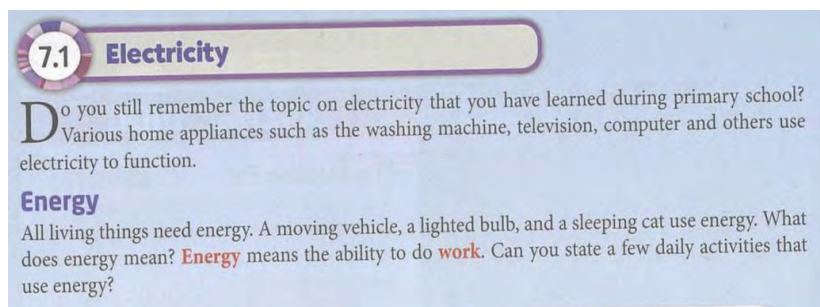 7.1 Electricity
Do you still remember the topic on electricity that you have learned during primary school?
Various home appliances such as the washing machine, television, computer and others use
electricity to function.
Energy
All living things need energy. A moving vehicle, a lighted bulb, and a sleeping cat use energy. What
does energy mean? Energy means the ability to do work. Can you state a few daily activities that
use energy?